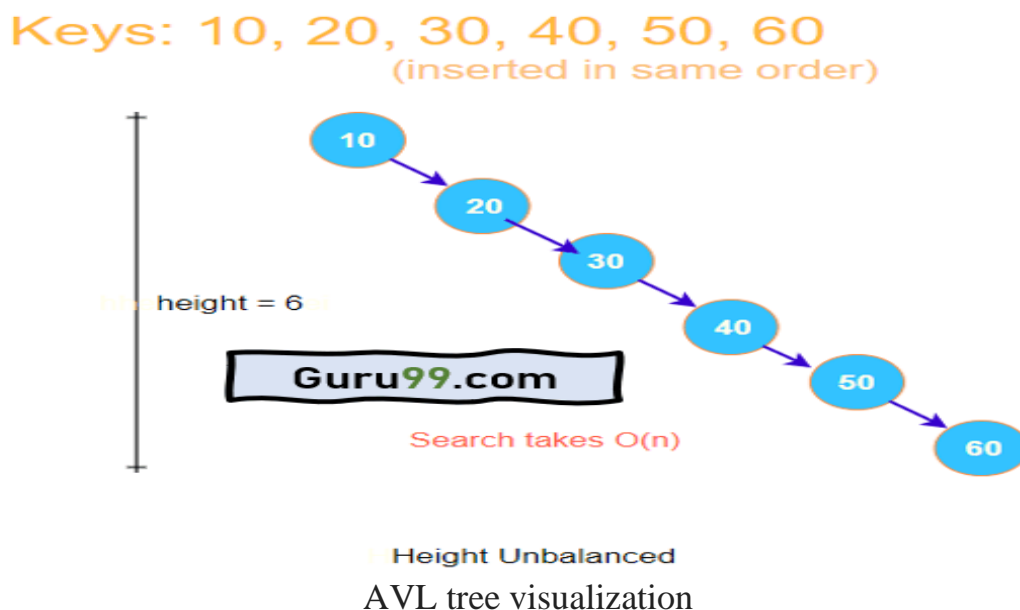 Keys: 10, 20, 30, 40, 50, 60
(inserted in same order)
10
20
30
height = 6
40
Guru99.com
50
Search takes O(n)
60
Height Unbalanced
AVL tree visualization